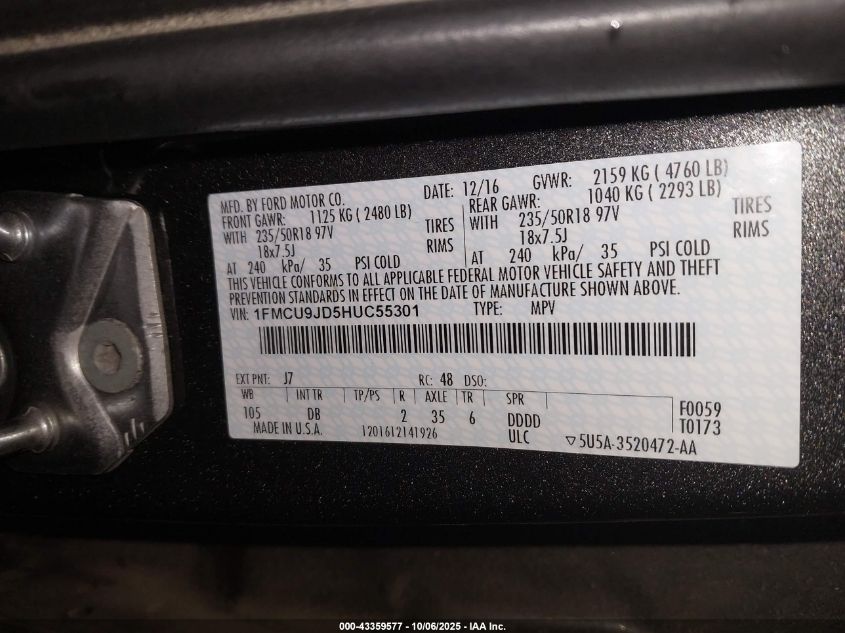 MFD. BY FORD MOTOR CO. DATE: 12/16 GVWR: 2159 KG ( 4760 LB)
FRONT GAWR: 1125 KG ( 2480 LB) REAR GAWR: 1040 KG ( 2293 LB)
WITH 235/50R18 97V TIRES WITH 235/50R18 97V TIRES
18x7.5J RIMS 18x7.5J RIMS
AT 240 kPa/ 35 PSI COLD AT 240 kPa/ 35 PSI COLD
THIS VEHICLE CONFORMS TO ALL APPLICABLE FEDERAL MOTOR VEHICLE SAFETY AND THEFT
PREVENTION STANDARDS IN EFFECT ON THE DATE OF MANUFACTURE SHOWN ABOVE.
VIN: 1FMCU9JD5HUC55301 TYPE: MPV
EXT PNT: J7 RC: 48 DSO:
WB INT TR TP/PS R AXLE TR SPR
105 DB 2 35 6 DDDD F0059
MADE IN U.S.A. 1201612141926 ULC T0173
5U5A-3520472-AA
000-43359577 - 10/06/2025 - IAA Inc.